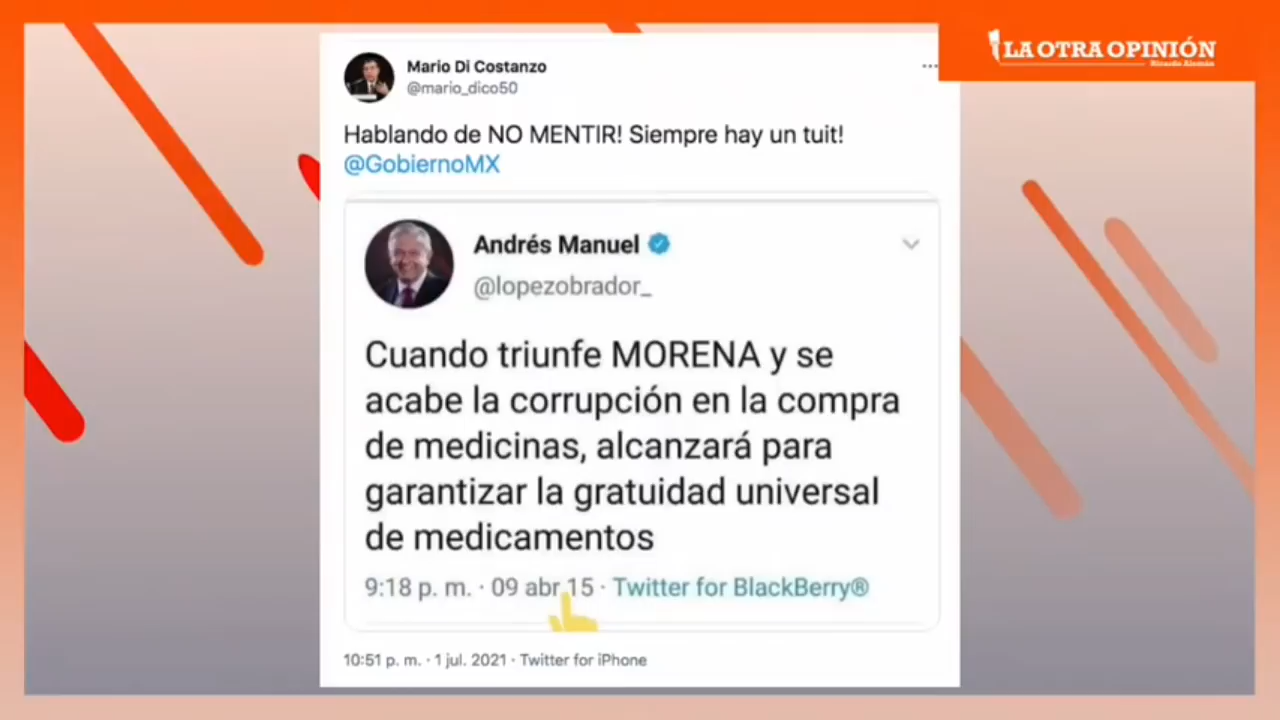 LA OTRA OPINIÓN
Ricardo Alemán
Mario Di Costanzo
@mario_dico50
Hablando de NO MENTIR! Siempre hay un tuit!
@GobiernoMX
Andrés Manuel
@lopezobrador_
Cuando triunfe MORENA y se
acabe la corrupción en la compra
de medicinas, alcanzará para
garantizar la gratuidad universal
de medicamentos
9:18 p. m. · 09 abr 15 · Twitter for BlackBerry®
10:51 p. m. · 1 jul. 2021 · Twitter for iPhone